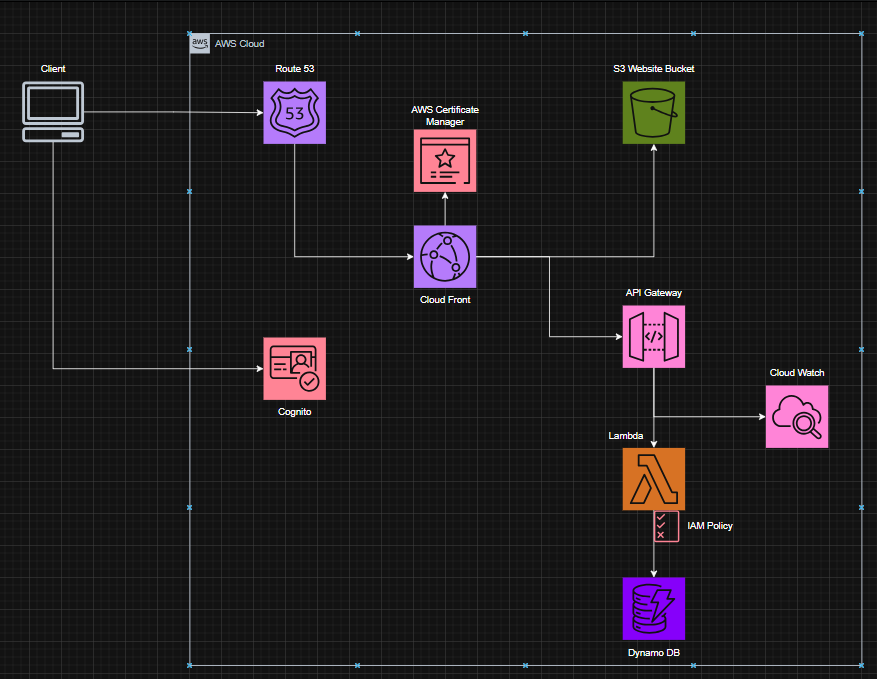 aws
AWS Cloud
Client
Route 53
53
S3 Website Bucket
AWS Certificate
Manager
Cloud Front
API Gateway
</>
Cloud Watch
Cognito
Lambda
IAM Policy
Dynamo DB